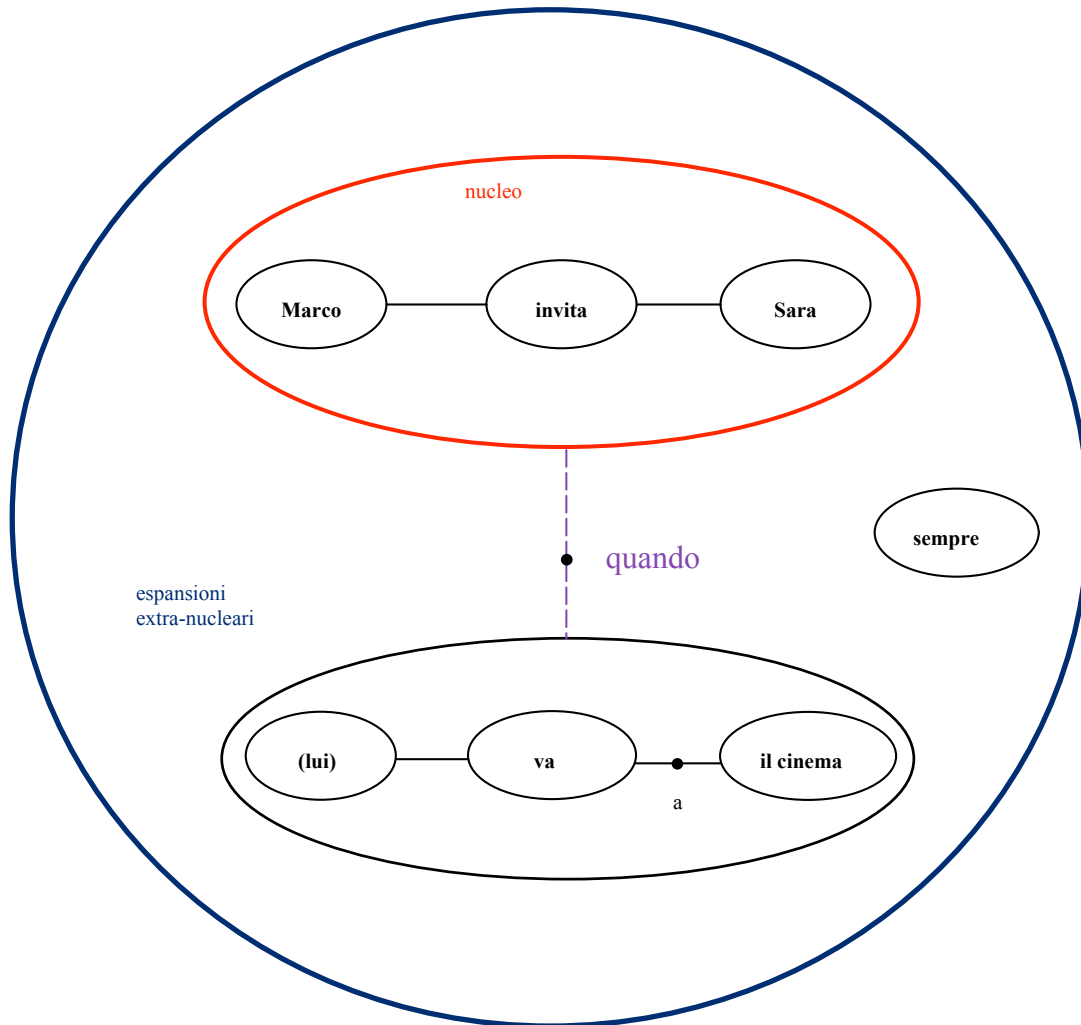 nucleo
Marco
invita
Sara
sempre
quando
espansioni
extra-nucleari
(lui)
va
il cinema
a